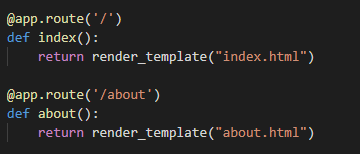 @app.route('/')
def index():
    return render_template("index.html")

@app.route('/about')
def about():
    return render_template("about.html")